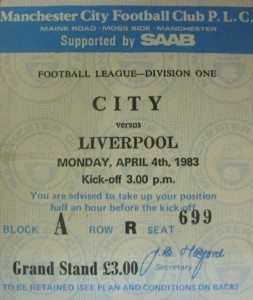 Manchester City Football Club P.L.C.
MAINE ROAD · MOSS SIDE · MANCHESTER
Supported by SAAB
FOOTBALL LEAGUE—DIVISION ONE
CITY
versus
LIVERPOOL
MONDAY, APRIL 4th, 1983
Kick-off 3.00 p.m.
You are advised to take up your position
half an hour before the kick-off
BLOCK A ROW R SEAT 699
Grand Stand £3.00
Secretary
TO BE RETAINED (SEE PLAN AND CONDITIONS ON BACK)